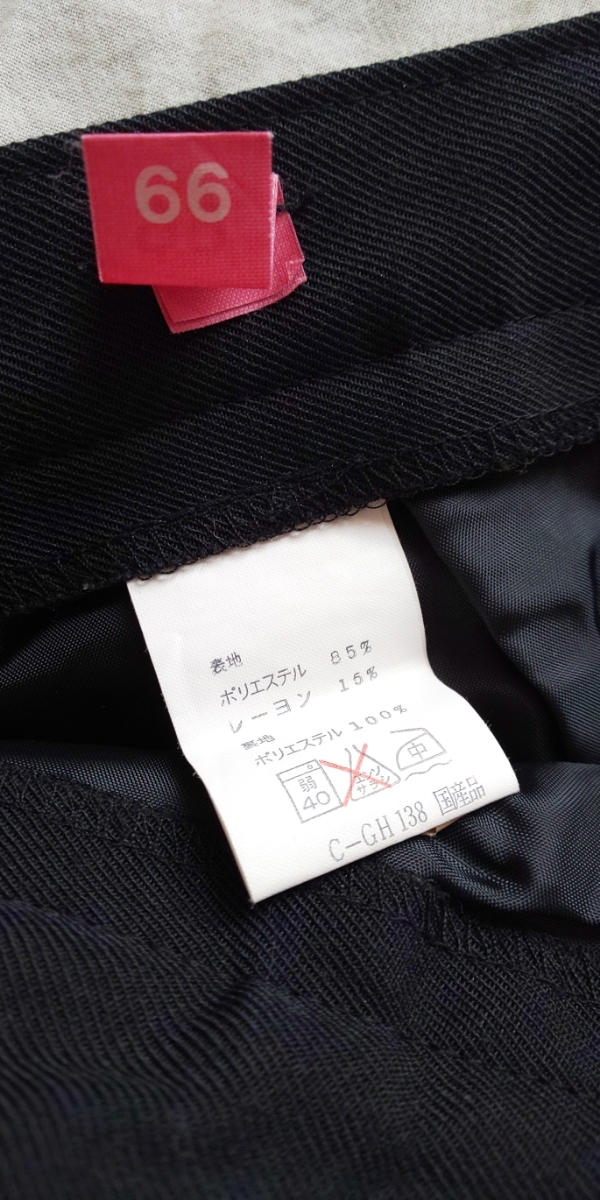 66
表地
ポリエステル 85%
レーヨン 15%
裏地
ポリエステル 100%
弱
40
エンソ
サラシ
中
C-GH138 国産品